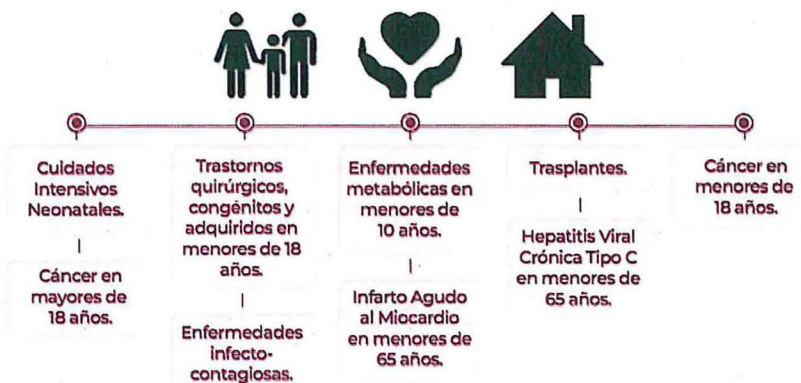 Cuidados
Intensivos
Neonatales.
Cáncer en
mayores de
18 años.
Trastornos
quirúrgicos,
congénitos y
adquiridos en
menores de 18
años.
Enfermedades
infecto-
contagiosas.
Enfermedades
metabólicas en
menores de
10 años.
Infarto Agudo
al Miocardio
en menores de
65 años.
Trasplantes.
Hepatitis Viral
Crónica Tipo C
en menores de
65 años.
Cáncer en
menores de
18 años.